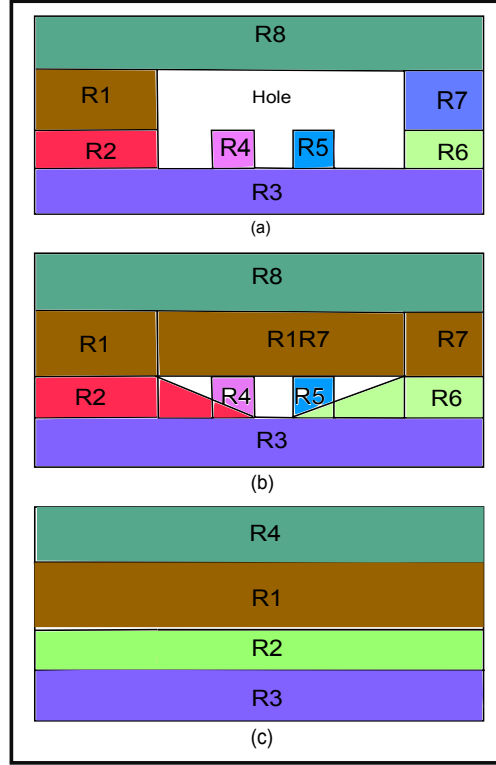 R8
R1 Hole R7
R2 R4 R5 R6
R3
(a)
R8
R1 R1R7 R7
R2 R4 R5 R6
R3
(b)
R4
R1
R2
R3
(c)